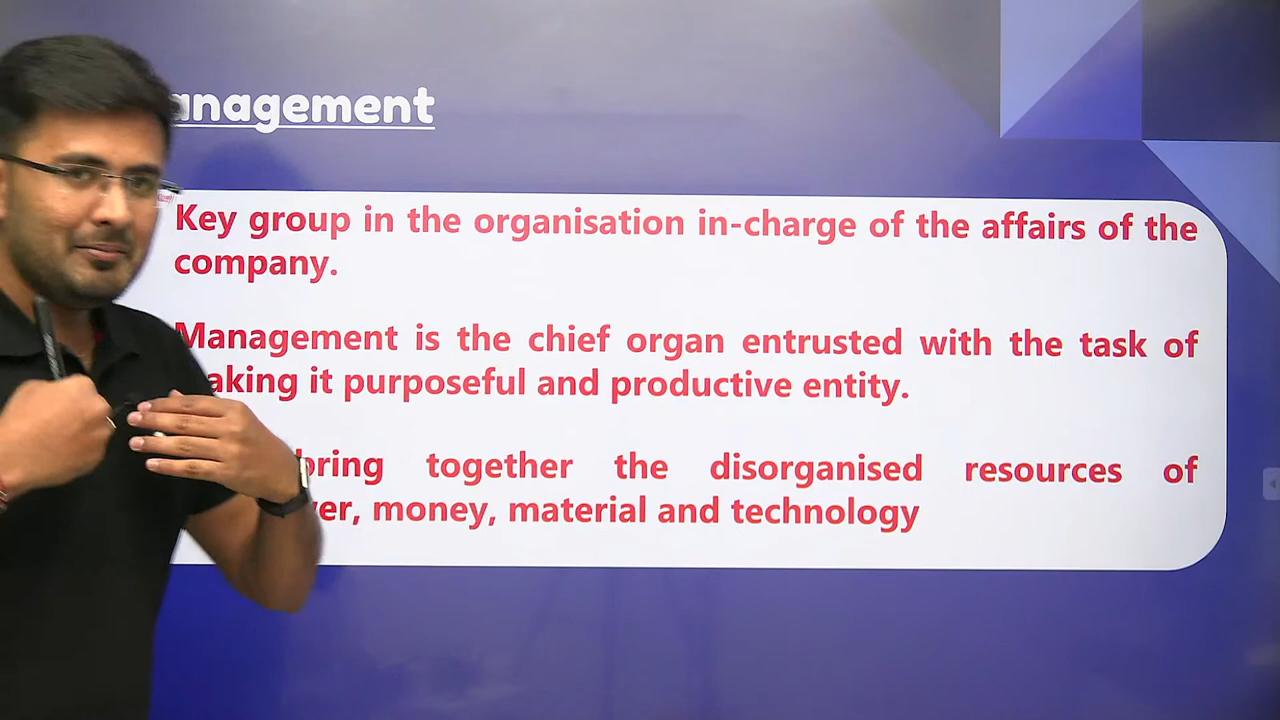 anagement
Key group in the organisation in-charge of the affairs of the
company.
Management is the chief organ entrusted with the task of
aking it purposeful and productive entity.
bring together the disorganised resources of
ver, money, material and technology